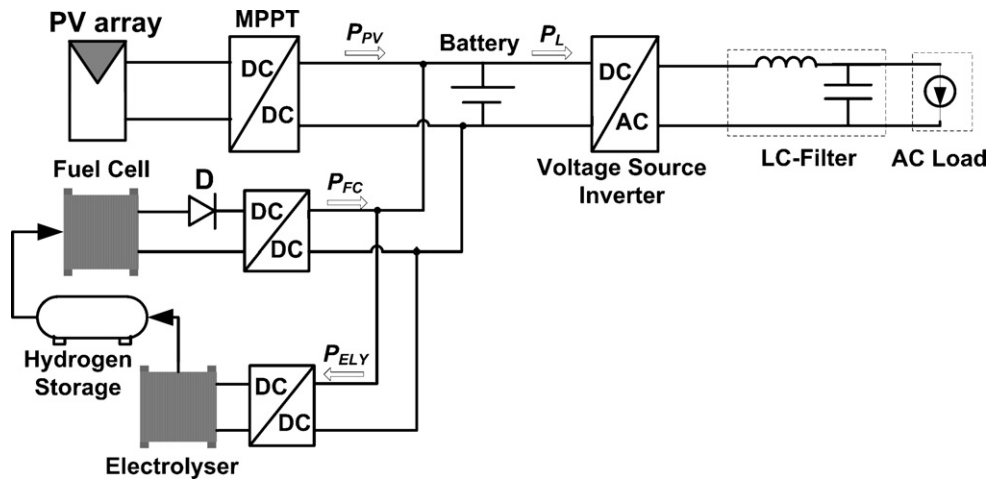 PV array
MPPT
DC
DC
P_PV
Battery
P_L
DC
AC
Voltage Source
Inverter
LC-Filter
AC Load
Fuel Cell
D
DC
DC
P_FC
Hydrogen
Storage
P_ELY
DC
DC
Electrolyser